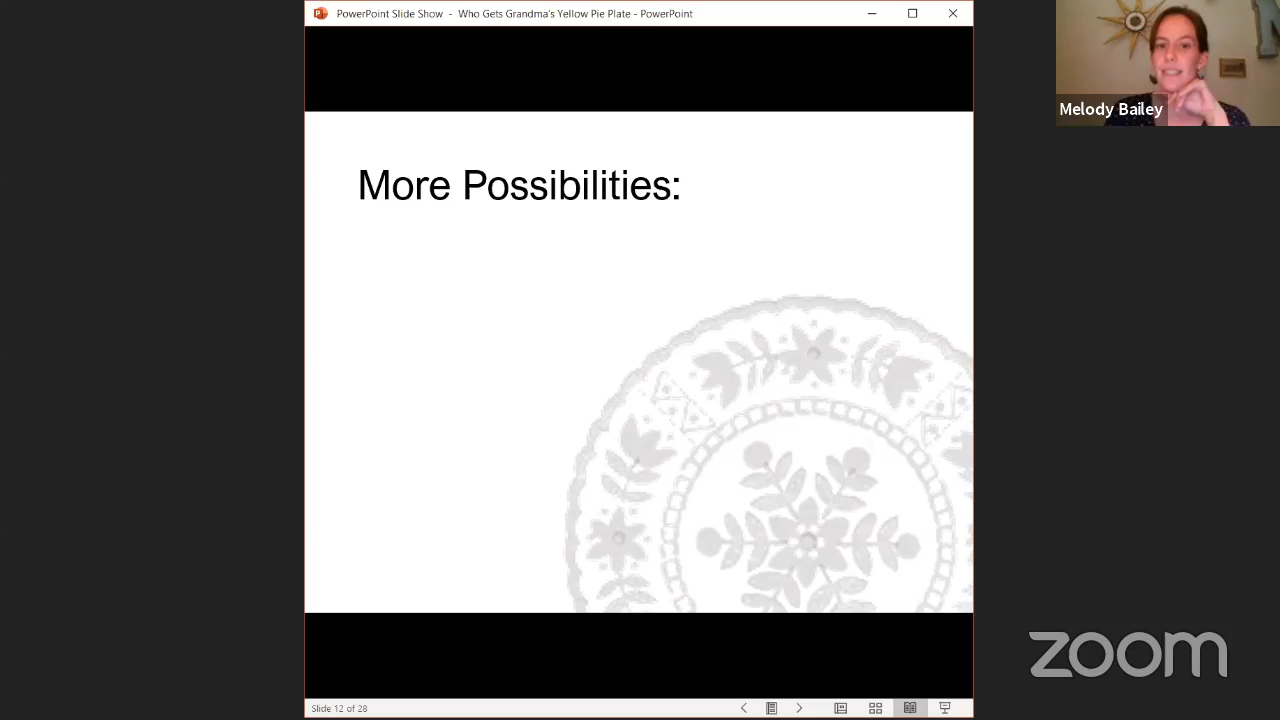 PowerPoint Slide Show - Who Gets Grandma's Yellow Pie Plate - PowerPoint
Melody Bailey
More Possibilities:
zoom
Slide 12 of 28